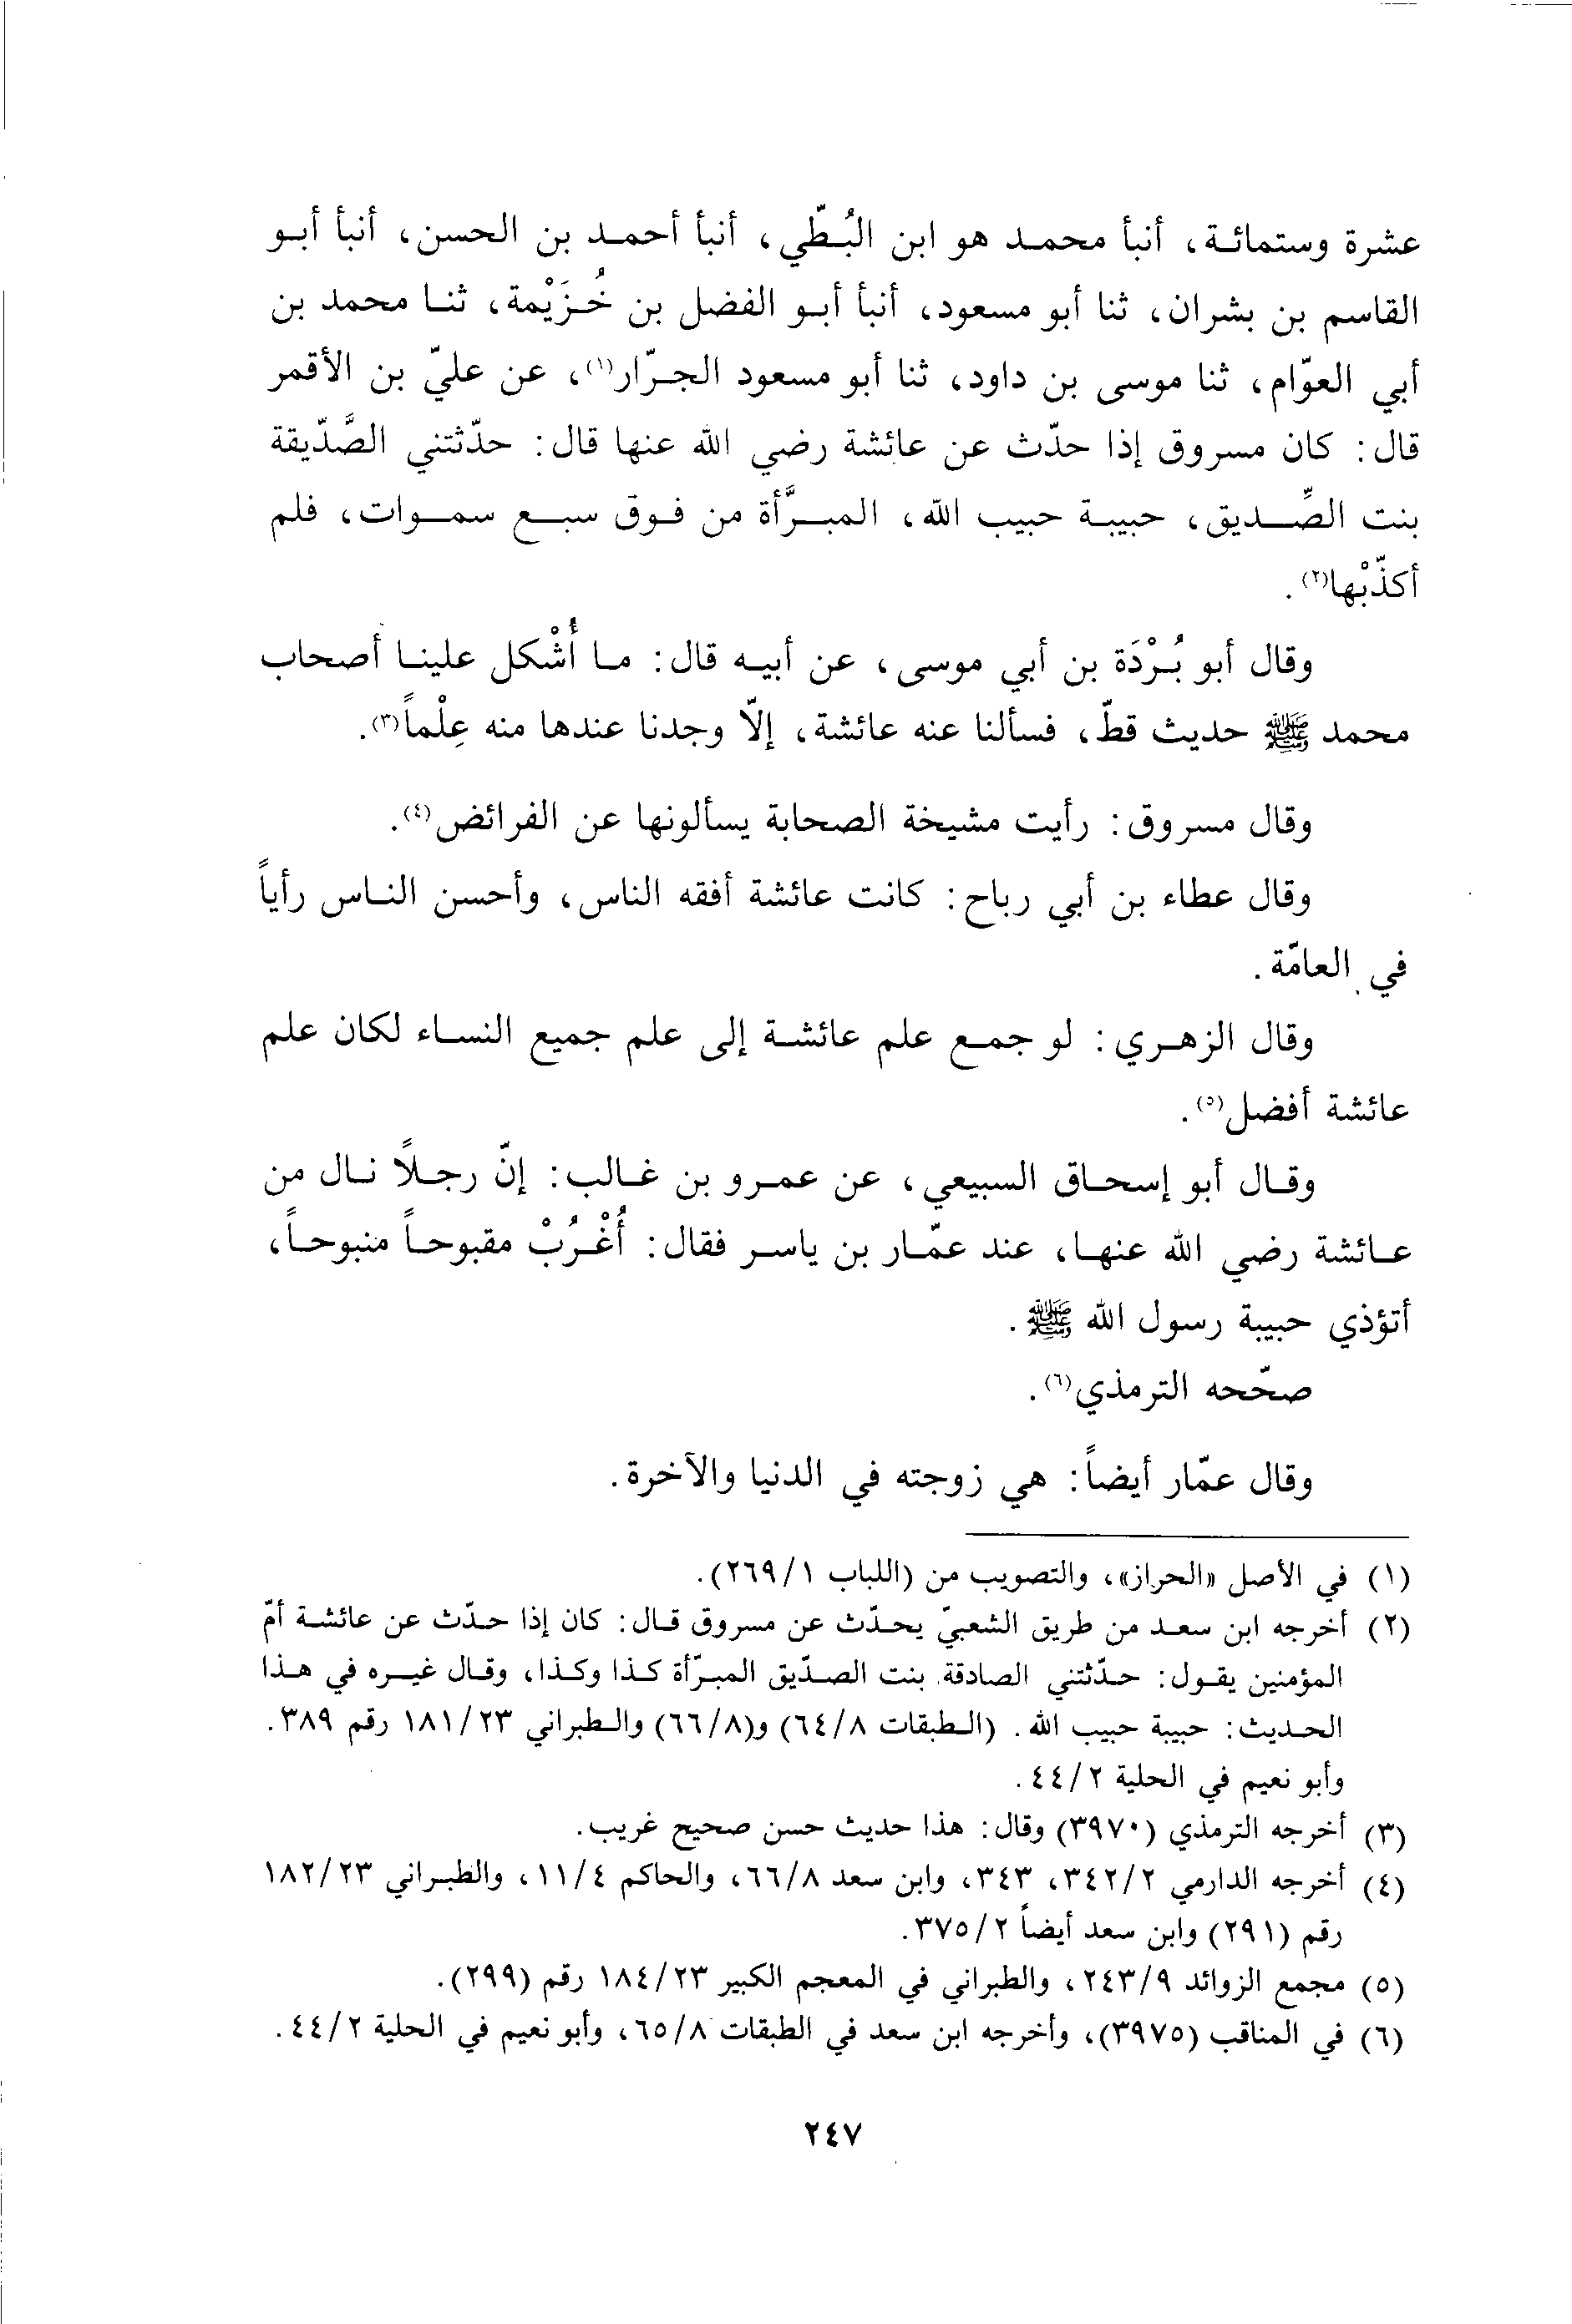 عشرة وستمائة، أنبأ محمد هو ابن البُطّي، أنبأ أحمد بن الحسن، أنبأ أبو
القاسم بن بشران، ثنا أبو مسعود، أنبأ أبو الفضل بن خُزَيْمة، ثنا محمد بن
أبي العوّام، ثنا موسى بن داود، ثنا أبو مسعود الجرّار(١)، عن عليّ بن الأقمر
قال: كان مسروق إذا حدّث عن عائشة رضي الله عنها قال: حدّثتني الصَّدّيقة
بنت الصِّديق، حبيبة حبيب الله، المبرَّأة من فوق سبع سموات، فلم
أكذّبْها(٢).
وقال أبو بُرْدَة بن أبي موسى، عن أبيه قال: ما أُشْكل علينا أصحاب
محمد ﷺ حديث قطّ، فسألنا عنه عائشة، إلّا وجدنا عندها منه عِلْماً(٣).
وقال مسروق: رأيت مشيخة الصحابة يسألونها عن الفرائض(٤).
وقال عطاء بن أبي رباح: كانت عائشة أفقه الناس، وأحسن الناس رأياً
في العامّة.
وقال الزهري: لو جمع علم عائشة إلى علم جميع النساء لكان علم
عائشة أفضل(٥).
وقال أبو إسحاق السبيعي، عن عمرو بن غالب: إنّ رجلاً نال من
عائشة رضي الله عنها، عند عمّار بن ياسر فقال: أُغْرُبْ مقبوحاً منبوحاً،
أتؤذي حبيبة رسول الله ﷺ.
صحّحه الترمذي(٦).
وقال عمّار أيضاً: هي زوجته في الدنيا والآخرة.
(١) في الأصل «الحراز»، والتصويب من (اللباب ٢٦٩/١).
(٢) أخرجه ابن سعد من طريق الشعبيّ يحدّث عن مسروق قال: كان إذا حدّث عن عائشة أمّ
المؤمنين يقول: حدّثتني الصادقة بنت الصدّيق المبرّأة كذا وكذا، وقال غيره في هذا
الحديث: حبيبة حبيب الله. (الطبقات ٦٤/٨) و(٦٦/٨) والطبراني ١٨١/٢٣ رقم ٣٨٩.
وأبو نعيم في الحلية ٤٤/٢.
(٣) أخرجه الترمذي (٣٩٧٠) وقال: هذا حديث حسن صحيح غريب.
(٤) أخرجه الدارمي ٣٤٢/٢، ٣٤٣، وابن سعد ٦٦/٨، والحاكم ١١/٤، والطبراني ١٨٢/٢٣
رقم (٢٩١) وابن سعد أيضاً ٣٧٥/٢.
(٥) مجمع الزوائد ٢٤٣/٩، والطبراني في المعجم الكبير ١٨٤/٢٣ رقم (٢٩٩).
(٦) في المناقب (٣٩٧٥)، وأخرجه ابن سعد في الطبقات ٦٥/٨، وأبو نعيم في الحلية ٤٤/٢.
٢٤٧